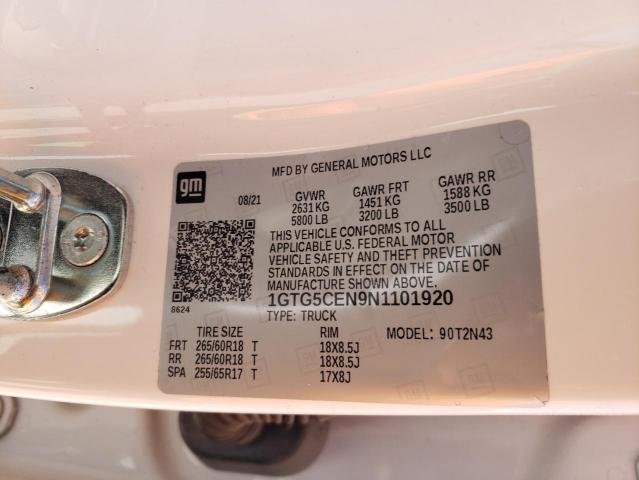 MFD BY GENERAL MOTORS LLC
gm
08/21
GVWR GAWR FRT GAWR RR
2631 KG 1451 KG 1588 KG
5800 LB 3200 LB 3500 LB
THIS VEHICLE CONFORMS TO ALL
APPLICABLE U.S. FEDERAL MOTOR
VEHICLE SAFETY AND THEFT PREVENTION
STANDARDS IN EFFECT ON THE DATE OF
MANUFACTURE SHOWN ABOVE.
1GTG5CEN9N1101920
8624
TYPE: TRUCK
TIRE SIZE RIM MODEL: 90T2N43
FRT 265/60R18 T 18X8.5J
RR 265/60R18 T 18X8.5J
SPA 255/65R17 T 17X8J